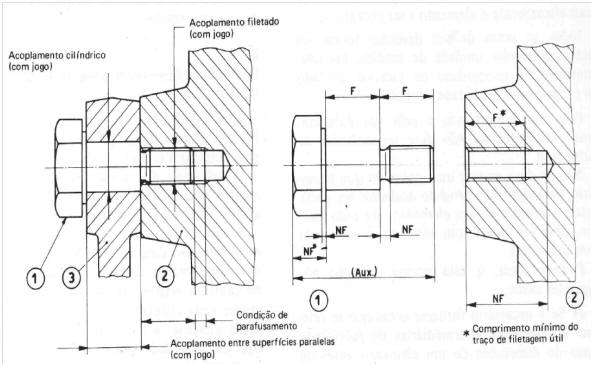 Acoplamento filetado
(com jogo)
Acoplamento cilíndrico
(com jogo)
F
F
F*
NF*
NF
NF
(Aux.)
NF
1
3
2
1
2
Condição de
parafusamento
Acoplamento entre superfícies paralelas
(com jogo)
* Comprimento mínimo do
traço de filetagem útil